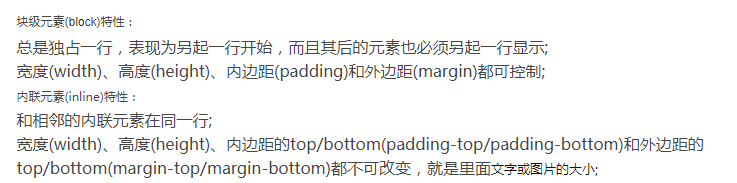 块级元素(block)特性：
总是独占一行，表现为另起一行开始，而且其后的元素也必须另起一行显示;
宽度(width)、高度(height)、内边距(padding)和外边距(margin)都可控制;
内联元素(inline)特性：
和相邻的内联元素在同一行;
宽度(width)、高度(height)、内边距的top/bottom(padding-top/padding-bottom)和外边距的
top/bottom(margin-top/margin-bottom)都不可改变，就是里面文字或图片的大小;